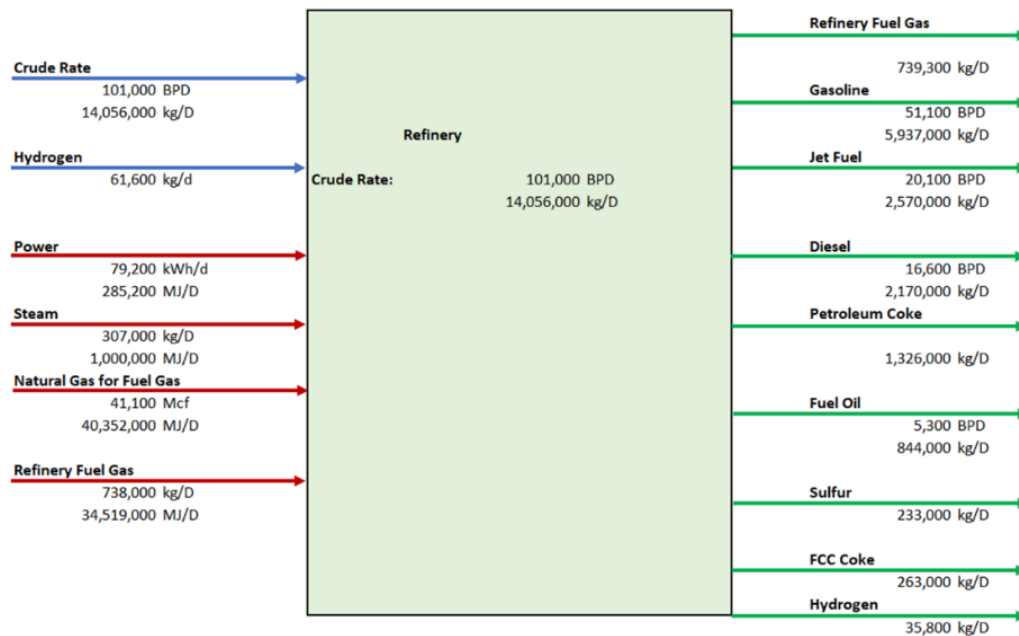 Crude Rate
101,000 BPD
14,056,000 kg/D
Hydrogen
61,600 kg/d
Power
79,200 kWh/d
285,200 MJ/D
Steam
307,000 kg/D
1,000,000 MJ/D
Natural Gas for Fuel Gas
41,100 Mcf
40,352,000 MJ/D
Refinery Fuel Gas
738,000 kg/D
34,519,000 MJ/D
Refinery
Crude Rate: 101,000 BPD
14,056,000 kg/D
Refinery Fuel Gas
739,300 kg/D
Gasoline
51,100 BPD
5,937,000 kg/D
Jet Fuel
20,100 BPD
2,570,000 kg/D
Diesel
16,600 BPD
2,170,000 kg/D
Petroleum Coke
1,326,000 kg/D
Fuel Oil
5,300 BPD
844,000 kg/D
Sulfur
233,000 kg/D
FCC Coke
263,000 kg/D
Hydrogen
35,800 kg/D